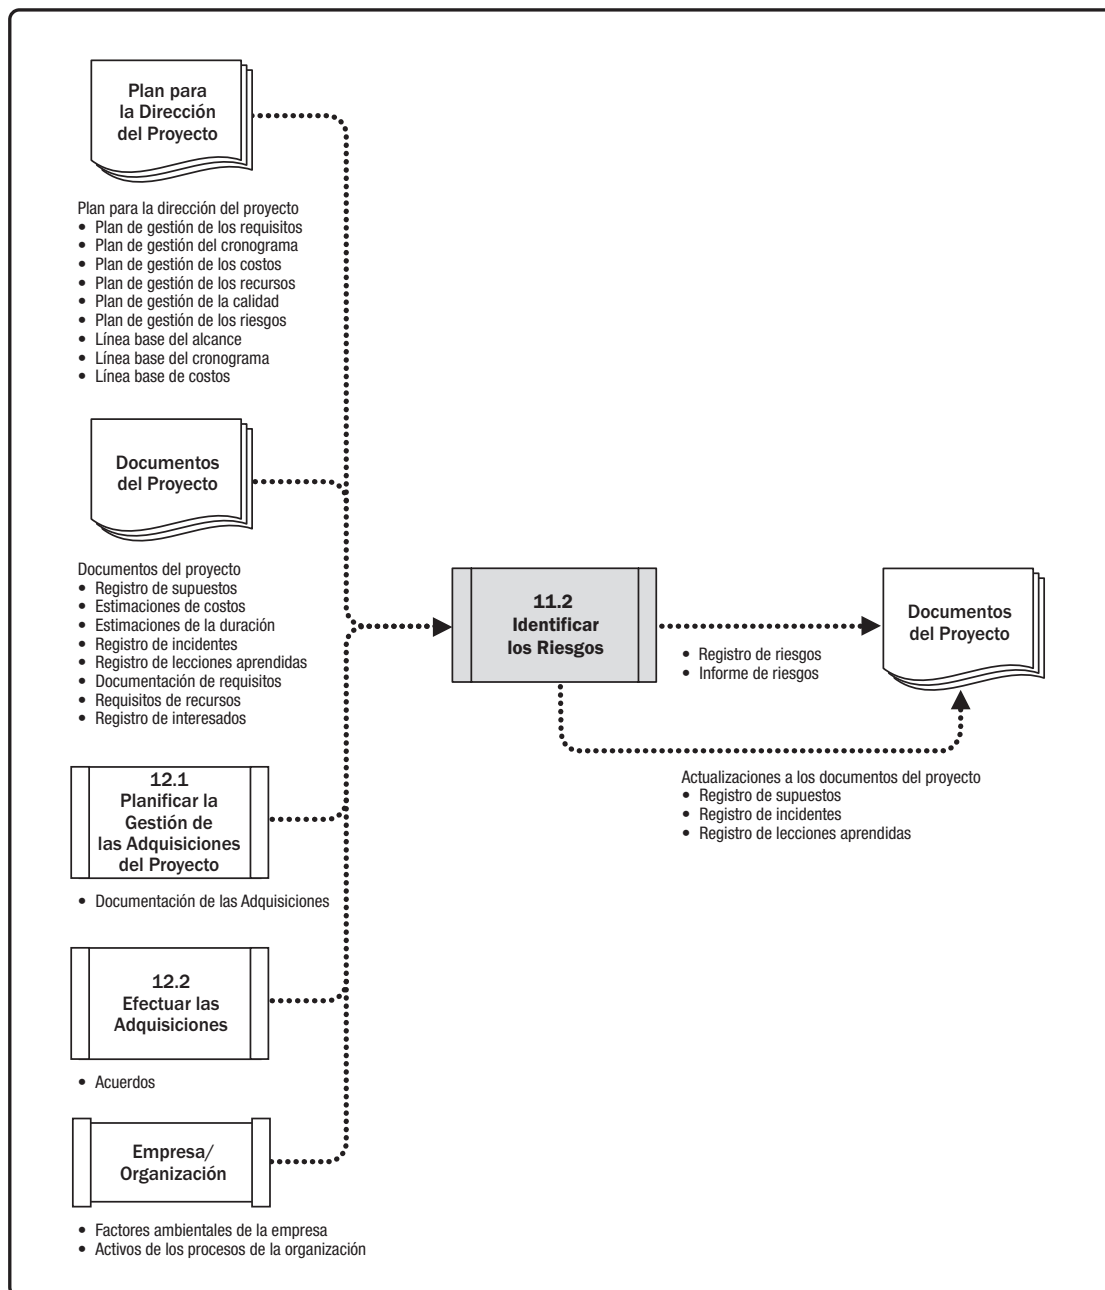 Plan para
la Dirección
del Proyecto
Plan para la dirección del proyecto
• Plan de gestión de los requisitos
• Plan de gestión del cronograma
• Plan de gestión de los costos
• Plan de gestión de los recursos
• Plan de gestión de la calidad
• Plan de gestión de los riesgos
• Línea base del alcance
• Línea base del cronograma
• Línea base de costos
Documentos
del Proyecto
Documentos del proyecto
• Registro de supuestos
• Estimaciones de costos
• Estimaciones de la duración
• Registro de incidentes
• Registro de lecciones aprendidas
• Documentación de requisitos
• Requisitos de recursos
• Registro de interesados
12.1
Planificar la
Gestión de
las Adquisiciones
del Proyecto
• Documentación de las Adquisiciones
12.2
Efectuar las
Adquisiciones
• Acuerdos
Empresa/
Organización
• Factores ambientales de la empresa
• Activos de los procesos de la organización
11.2
Identificar
los Riesgos
• Registro de riesgos
• Informe de riesgos
Documentos
del Proyecto
Actualizaciones a los documentos del proyecto
• Registro de supuestos
• Registro de incidentes
• Registro de lecciones aprendidas